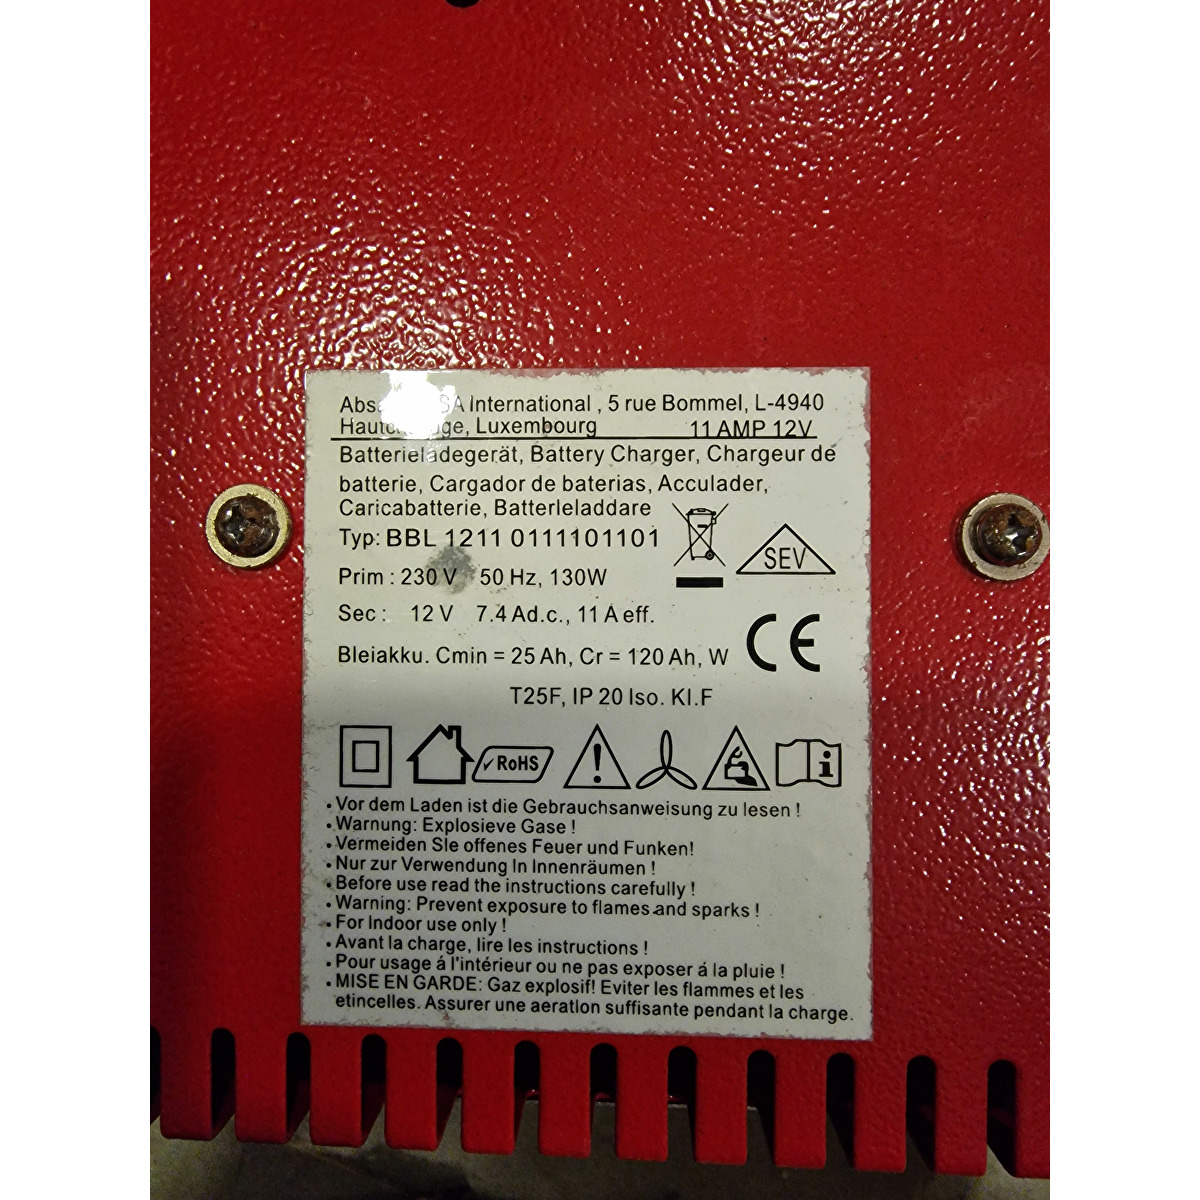 International , 5 rue Bommel, L-4940
Luxembourg 11 AMP 12V
Batterieladegerät, Battery Charger, Chargeur de
batterie, Cargador de baterias, Acculader,
Caricabatterie, Batterleladdare
Typ: BBL 1211 0111101101
SEV
Prim : 230 V 50 Hz, 130W
Sec : 12 V 7.4 Ad.c., 11 A eff.
CE
Bleiakku. Cmin = 25 Ah, Cr = 120 Ah, W
T25F, IP 20 Iso. KI.F
✓RoHS
• Vor dem Laden ist die Gebrauchsanweisung zu lesen !
• Warnung: Explosieve Gase !
• Vermeiden SIe offenes Feuer und Funken!
• Nur zur Verwendung In Innenräumen !
• Before use read the instructions carefully !
• Warning: Prevent exposure to flames and sparks !
• For Indoor use only !
• Avant la charge, lire les instructions !
• Pour usage á l'intérieur ou ne pas exposer á la pluie !
• MISE EN GARDE: Gaz explosif! Eviter les flammes et les
etincelles. Assurer une aeration suffisante pendant la charge.